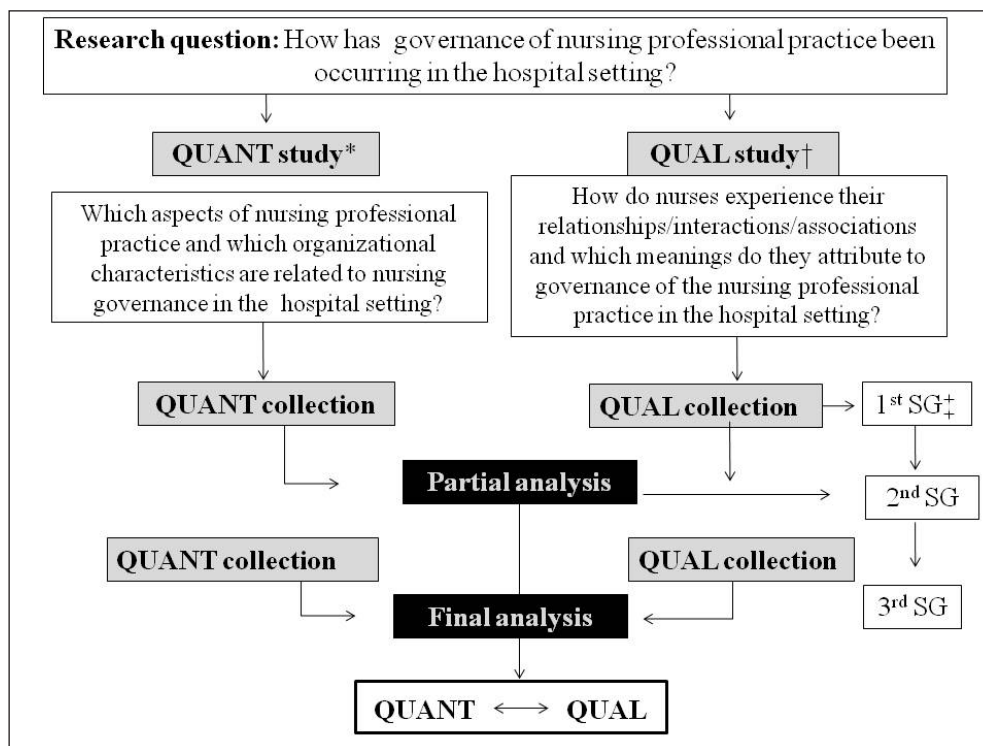 Research question: How has governance of nursing professional practice been
occurring in the hospital setting?
QUANT study*
QUAL study†
Which aspects of nursing professional
practice and which organizational
characteristics are related to nursing
governance in the hospital setting?
How do nurses experience their
relationships/interactions/associations
and which meanings do they attribute to
governance of the nursing professional
practice in the hospital setting?
QUANT collection
QUAL collection
1st SG‡
Partial analysis
2nd SG
QUANT collection
QUAL collection
3rd SG
Final analysis
QUANT ↔ QUAL